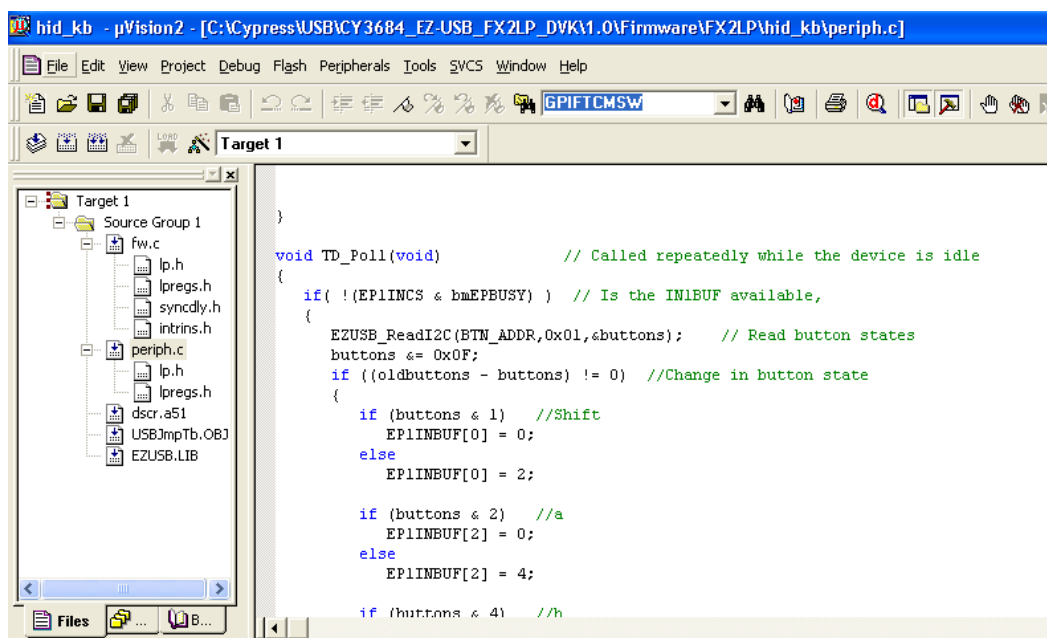 hid_kb - µVision2 - [C:\Cypress\USB\CY3684_EZ-USB_FX2LP_DVK\1.0\Firmware\FX2LP\hid_kb\periph.c]
File Edit View Project Debug Flash Peripherals Tools SVCS Window Help
GPIFTCMSW
LOAD Target 1
Target 1
Source Group 1
fw.c
lp.h
lpregs.h
syncdly.h
intrins.h
periph.c
lp.h
lpregs.h
dscr.a51
USBJmpTb.OBJ
EZUSB.LIB
Files ... B...
}
void TD_Poll(void) // Called repeatedly while the device is idle
{
if( !(EP1INCS & bmEPBUSY) ) // Is the IN1BUF available,
{
EZUSB_ReadI2C(BTN_ADDR,0x01,&buttons); // Read button states
buttons &= 0x0F;
if ((oldbuttons - buttons) != 0) //Change in button state
{
if (buttons & 1) //Shift
EP1INBUF[0] = 0;
else
EP1INBUF[0] = 2;
if (buttons & 2) //a
EP1INBUF[2] = 0;
else
EP1INBUF[2] = 4;
if (buttons & 4) //b